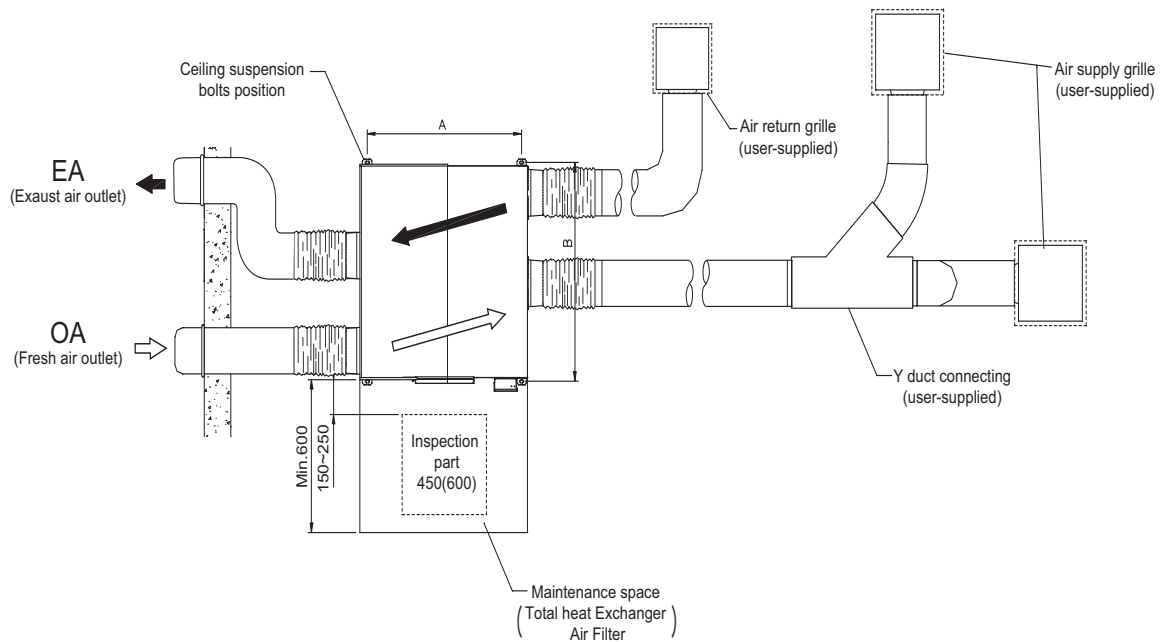 Ceiling suspension
bolts position
A
Air return grille
(user-supplied)
Air supply grille
(user-supplied)
EA
(Exaust air outlet)
B
OA
(Fresh air outlet)
Y duct connecting
(user-supplied)
Min.600
150~250
Inspection
part
450(600)
Maintenance space
(Total heat Exchanger
Air Filter)